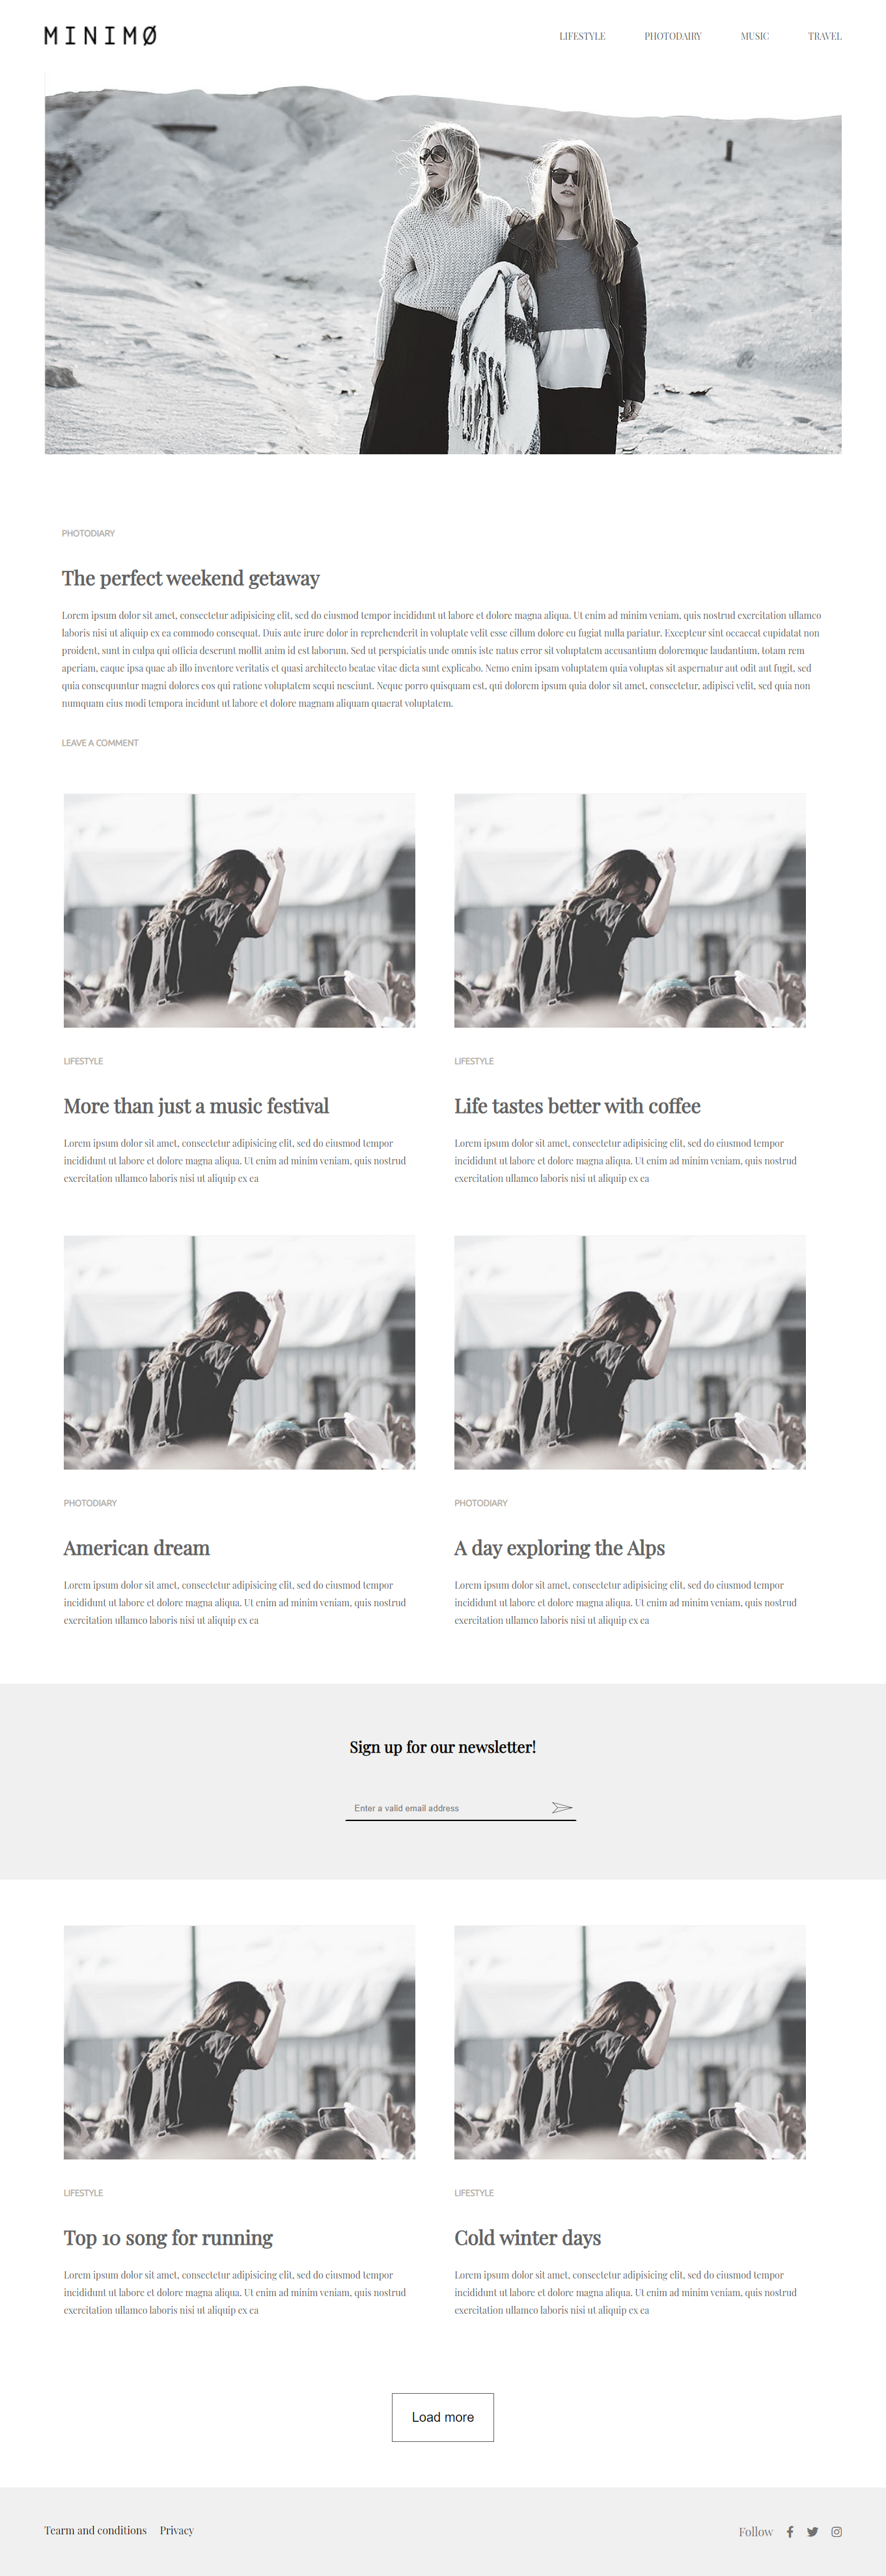 MINIMØ
LIFESTYLE PHOTODAIRY MUSIC TRAVEL
PHOTODIARY
The perfect weekend getaway
Lorem ipsum dolor sit amet, consectetur adipisicing elit, sed do eiusmod tempor incididunt ut labore et dolore magna aliqua. Ut enim ad minim veniam, quis nostrud exercitation ullamco
laboris nisi ut aliquip ex ea commodo consequat. Duis aute irure dolor in reprehenderit in voluptate velit esse cillum dolore eu fugiat nulla pariatur. Excepteur sint occaecat cupidatat non
proident, sunt in culpa qui officia deserunt mollit anim id est laborum. Sed ut perspiciatis unde omnis iste natus error sit voluptatem accusantium doloremque laudantium, totam rem
aperiam, eaque ipsa quae ab illo inventore veritatis et quasi architecto beatae vitae dicta sunt explicabo. Nemo enim ipsam voluptatem quia voluptas sit aspernatur aut odit aut fugit, sed
quia consequuntur magni dolores eos qui ratione voluptatem sequi nesciunt. Neque porro quisquam est, qui dolorem ipsum quia dolor sit amet, consectetur, adipisci velit, sed quia non
numquam eius modi tempora incidunt ut labore et dolore magnam aliquam quaerat voluptatem.
LEAVE A COMMENT
LIFESTYLE
More than just a music festival
Lorem ipsum dolor sit amet, consectetur adipisicing elit, sed do eiusmod tempor
incididunt ut labore et dolore magna aliqua. Ut enim ad minim veniam, quis nostrud
exercitation ullamco laboris nisi ut aliquip ex ea
LIFESTYLE
Life tastes better with coffee
Lorem ipsum dolor sit amet, consectetur adipisicing elit, sed do eiusmod tempor
incididunt ut labore et dolore magna aliqua. Ut enim ad minim veniam, quis nostrud
exercitation ullamco laboris nisi ut aliquip ex ea
PHOTODIARY
American dream
Lorem ipsum dolor sit amet, consectetur adipisicing elit, sed do eiusmod tempor
incididunt ut labore et dolore magna aliqua. Ut enim ad minim veniam, quis nostrud
exercitation ullamco laboris nisi ut aliquip ex ea
PHOTODIARY
A day exploring the Alps
Lorem ipsum dolor sit amet, consectetur adipisicing elit, sed do eiusmod tempor
incididunt ut labore et dolore magna aliqua. Ut enim ad minim veniam, quis nostrud
exercitation ullamco laboris nisi ut aliquip ex ea
Sign up for our newsletter!
Enter a valid email address
LIFESTYLE
Top 10 song for running
Lorem ipsum dolor sit amet, consectetur adipisicing elit, sed do eiusmod tempor
incididunt ut labore et dolore magna aliqua. Ut enim ad minim veniam, quis nostrud
exercitation ullamco laboris nisi ut aliquip ex ea
LIFESTYLE
Cold winter days
Lorem ipsum dolor sit amet, consectetur adipisicing elit, sed do eiusmod tempor
incididunt ut labore et dolore magna aliqua. Ut enim ad minim veniam, quis nostrud
exercitation ullamco laboris nisi ut aliquip ex ea
Load more
Tearm and conditions Privacy
Follow